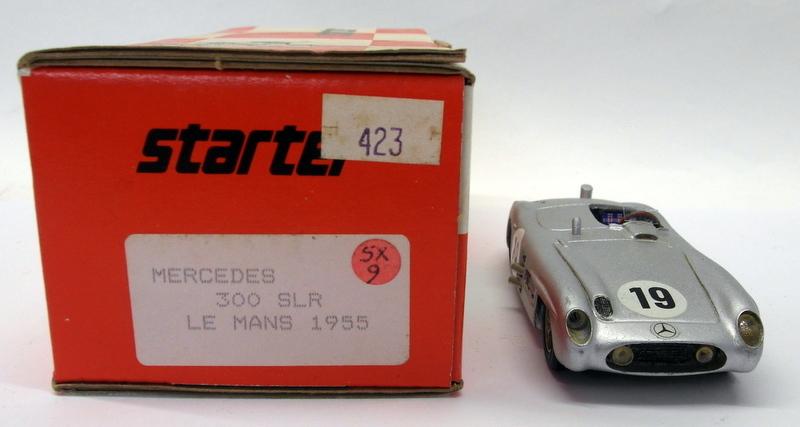 starter
423
SX
9
MERCEDES
300 SLR
LE MANS 1955
19